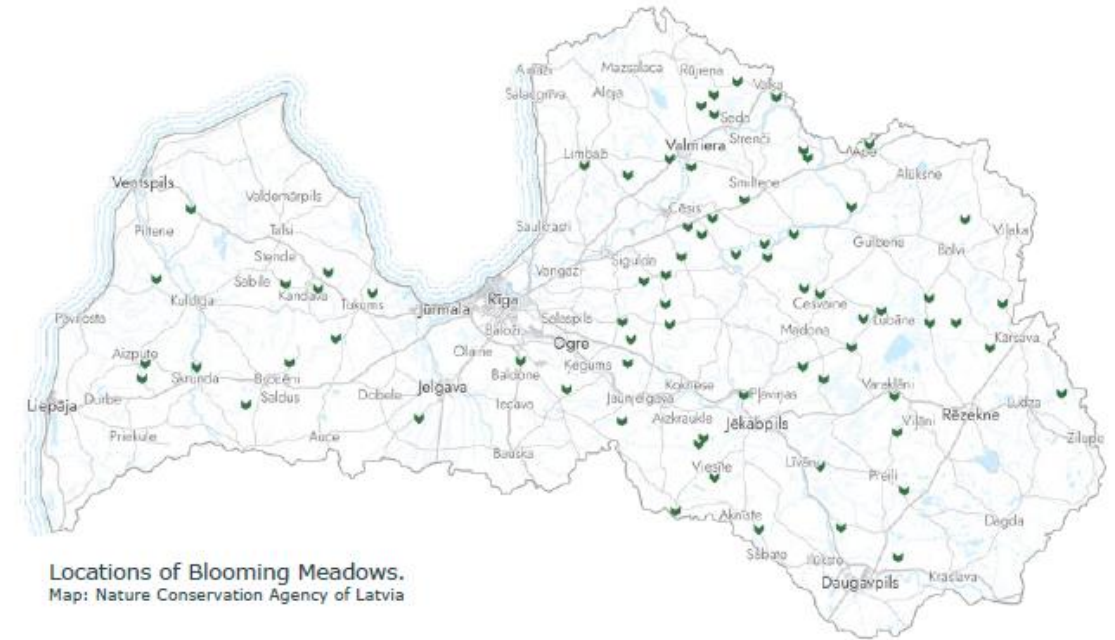 Mazsalaca
Rūjiena
Valka
Salacgrīva
Aloja
Seda
Strenči
Valmiera
Limbaži
Ape
Alūksne
Smiltene
Ventspils
Valdemārpils
Cēsis
Piltene
Talsi
Saulkrasti
Viļaka
Gulbene
Balvi
Stende
Sigulda
Vangaži
Sabile
Kandava
Kuldīga
Tukums
Rīga
Jūrmala
Cesvaine
Pāvilosta
Salaspils
Lubāna
Baloži
Madona
Ogre
Kārsava
Aizpute
Olaine
Ķegums
Skrunda
Brocēni
Baldone
Jelgava
Koknese
Varakļāni
Saldus
Dobele
Pļaviņas
Liepāja
Durbe
Iecava
Jaunjelgava
Ludza
Aizkraukle
Jēkabpils
Rēzekne
Viļāni
Priekule
Auce
Zilupe
Bauska
Viesīte
Līvāni
Preiļi
Aknīste
Dagda
Subate
Ilūkste
Daugavpils
Krāslava
Locations of Blooming Meadows.
Map: Nature Conservation Agency of Latvia